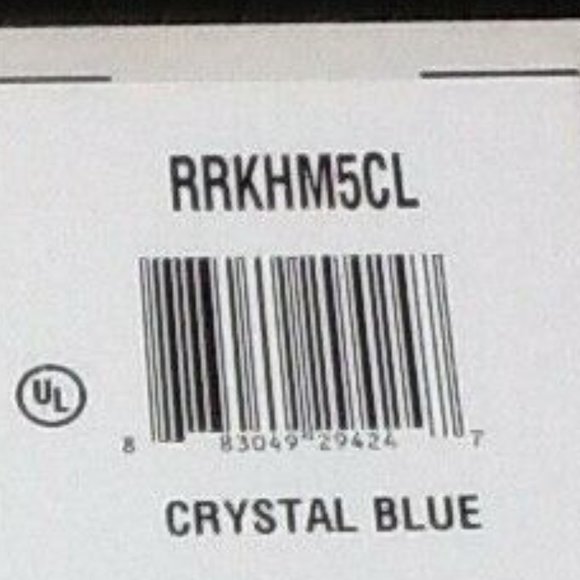 RRKHM5CL
UL
8 83049 29424 7
CRYSTAL BLUE